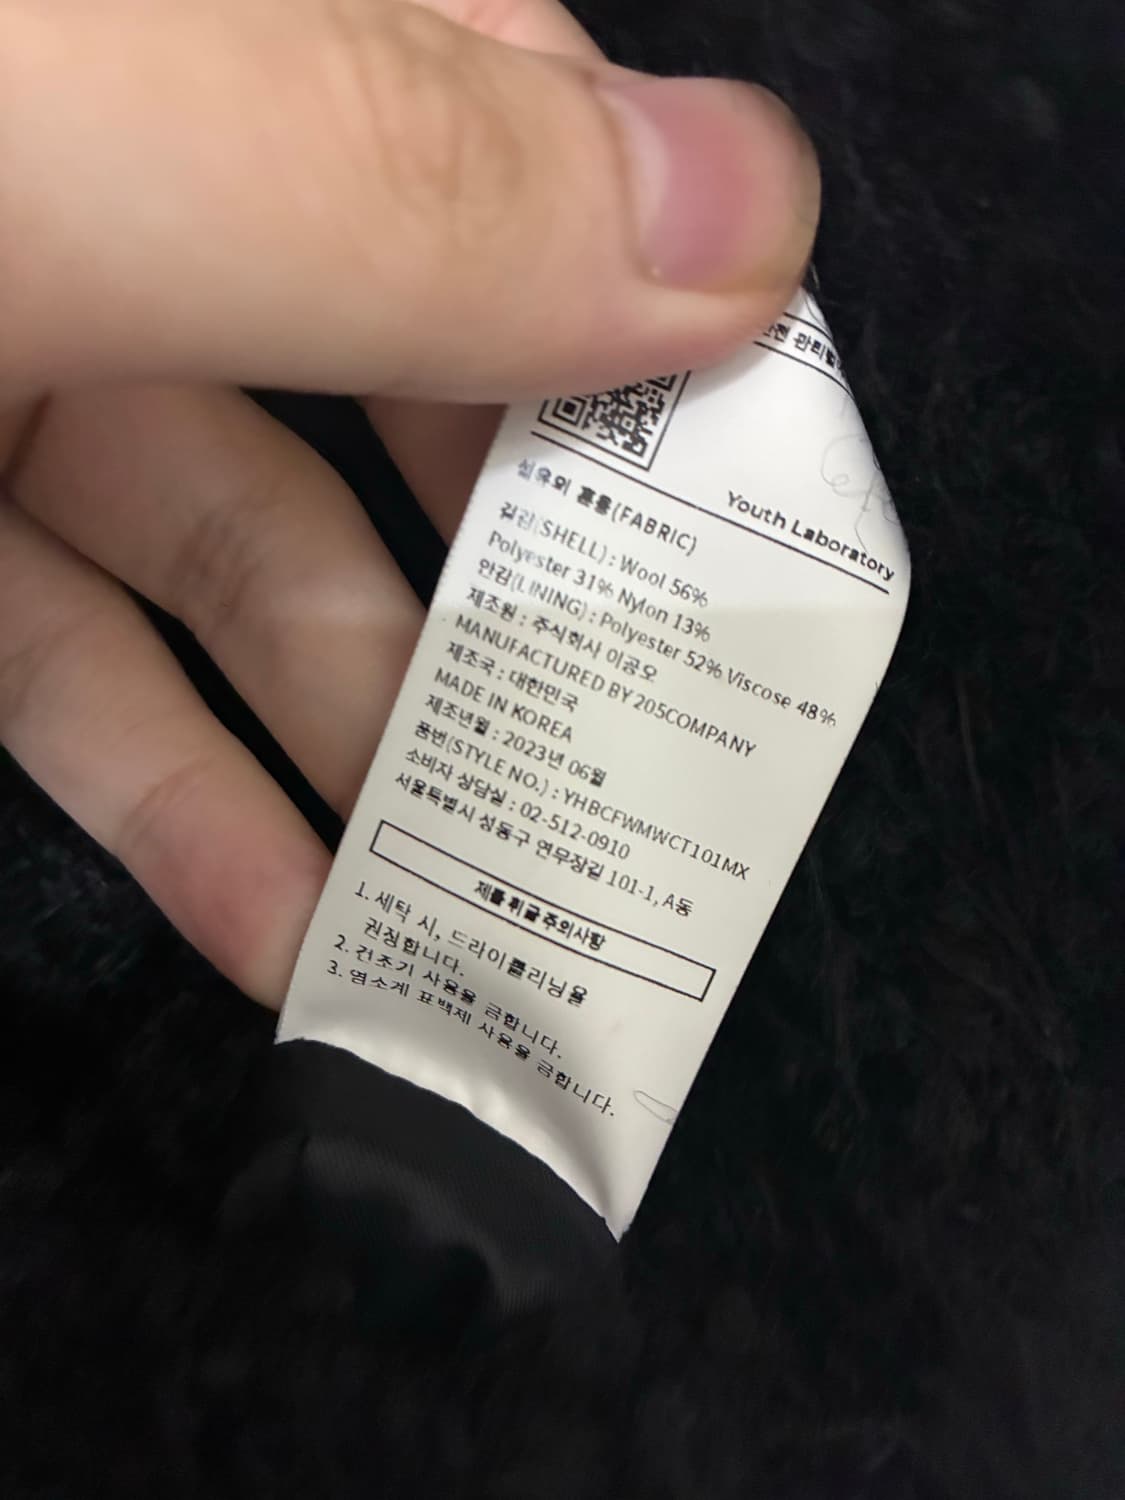 관리법
Youth Laboratory
섬유의 혼용(FABRIC)
겉감(SHELL) : Wool 56%
Polyester 31% Nylon 13%
안감(LINING) : Polyester 52% Viscose 48%
제조원 : 주식회사 이공오
MANUFACTURED BY 205COMPANY
제조국 : 대한민국
MADE IN KOREA
제조년월 : 2023년 06월
품번(STYLE NO.) : YHBCFWMWCT101MX
소비자 상담실 : 02-512-0910
서울특별시 성동구 연무장길 101-1, A동
제품 취급 주의사항
1. 세탁 시, 드라이클리닝을
권장합니다.
2. 건조기 사용을 금합니다.
3. 염소계 표백제 사용을 금합니다.